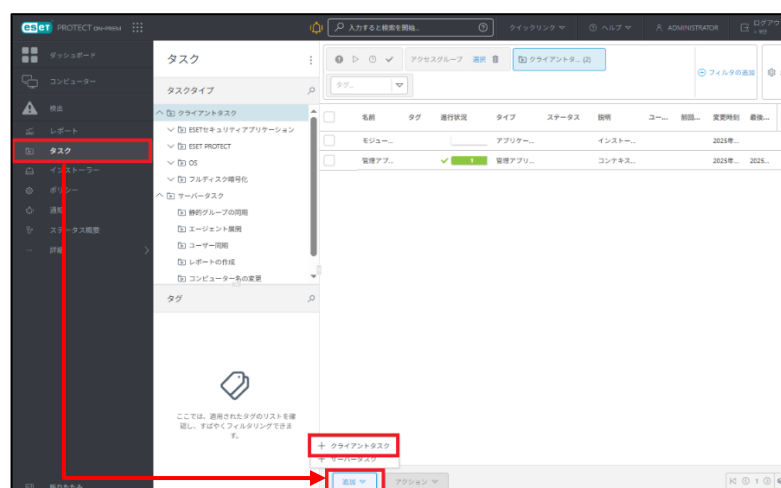 eset PROTECT ON-PREM
入力すると検索を開始...
クイックリンク
ヘルプ
ADMINISTRATOR
ログアウ
ダッシュボード
コンピューター
検出
レポート
タスク
インストーラー
ポリシー
通知
ステータス概要
詳細
タスク
タスクタイプ
クライアントタスク
ESETセキュリティアプリケーション
ESET PROTECT
OS
フルディスク暗号化
サーバータスク
静的グループの同期
エージェント展開
ユーザー同期
レポートの作成
コンピューター名の変更
タグ
ここでは、適用されたタグのリストを確
認し、すばやくフィルタリングできま
す。
アクセスグループ 選択
クライアントタ... (2)
フィルタの追加
タグ...
名前 タグ 進行状況 タイプ ステータス 説明 ユー... 前回... 変更時刻 最後...
モジュー... アプリケー... インストー... 2025年...
管理アプ... 1 管理アプリ... コンテキス... 2025年... 2025...
クライアントタスク
サーバータスク
追加 アクション
1